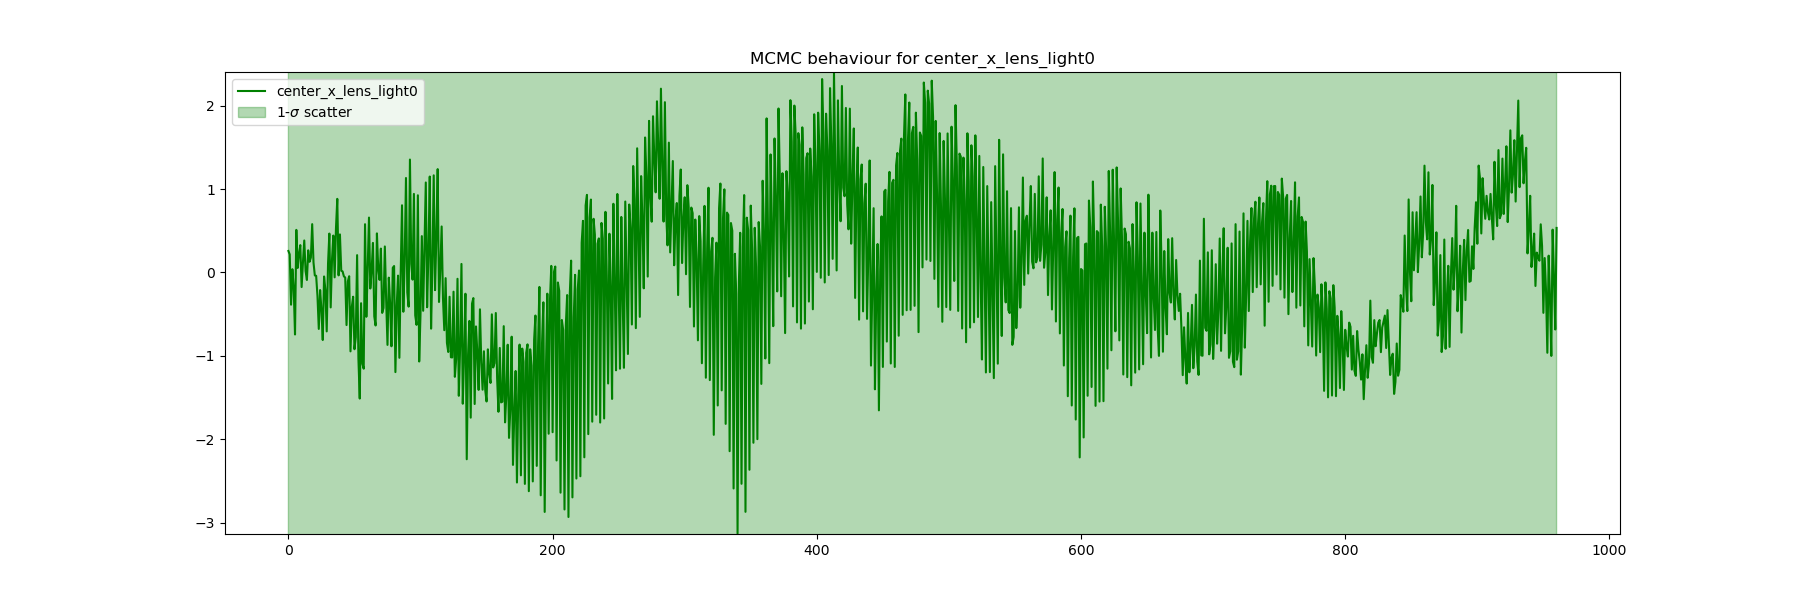 MCMC behaviour for center_x_lens_light0
center_x_lens_light0
1-σ scatter
2
1
0
−1
−2
−3
0 200 400 600 800 1000